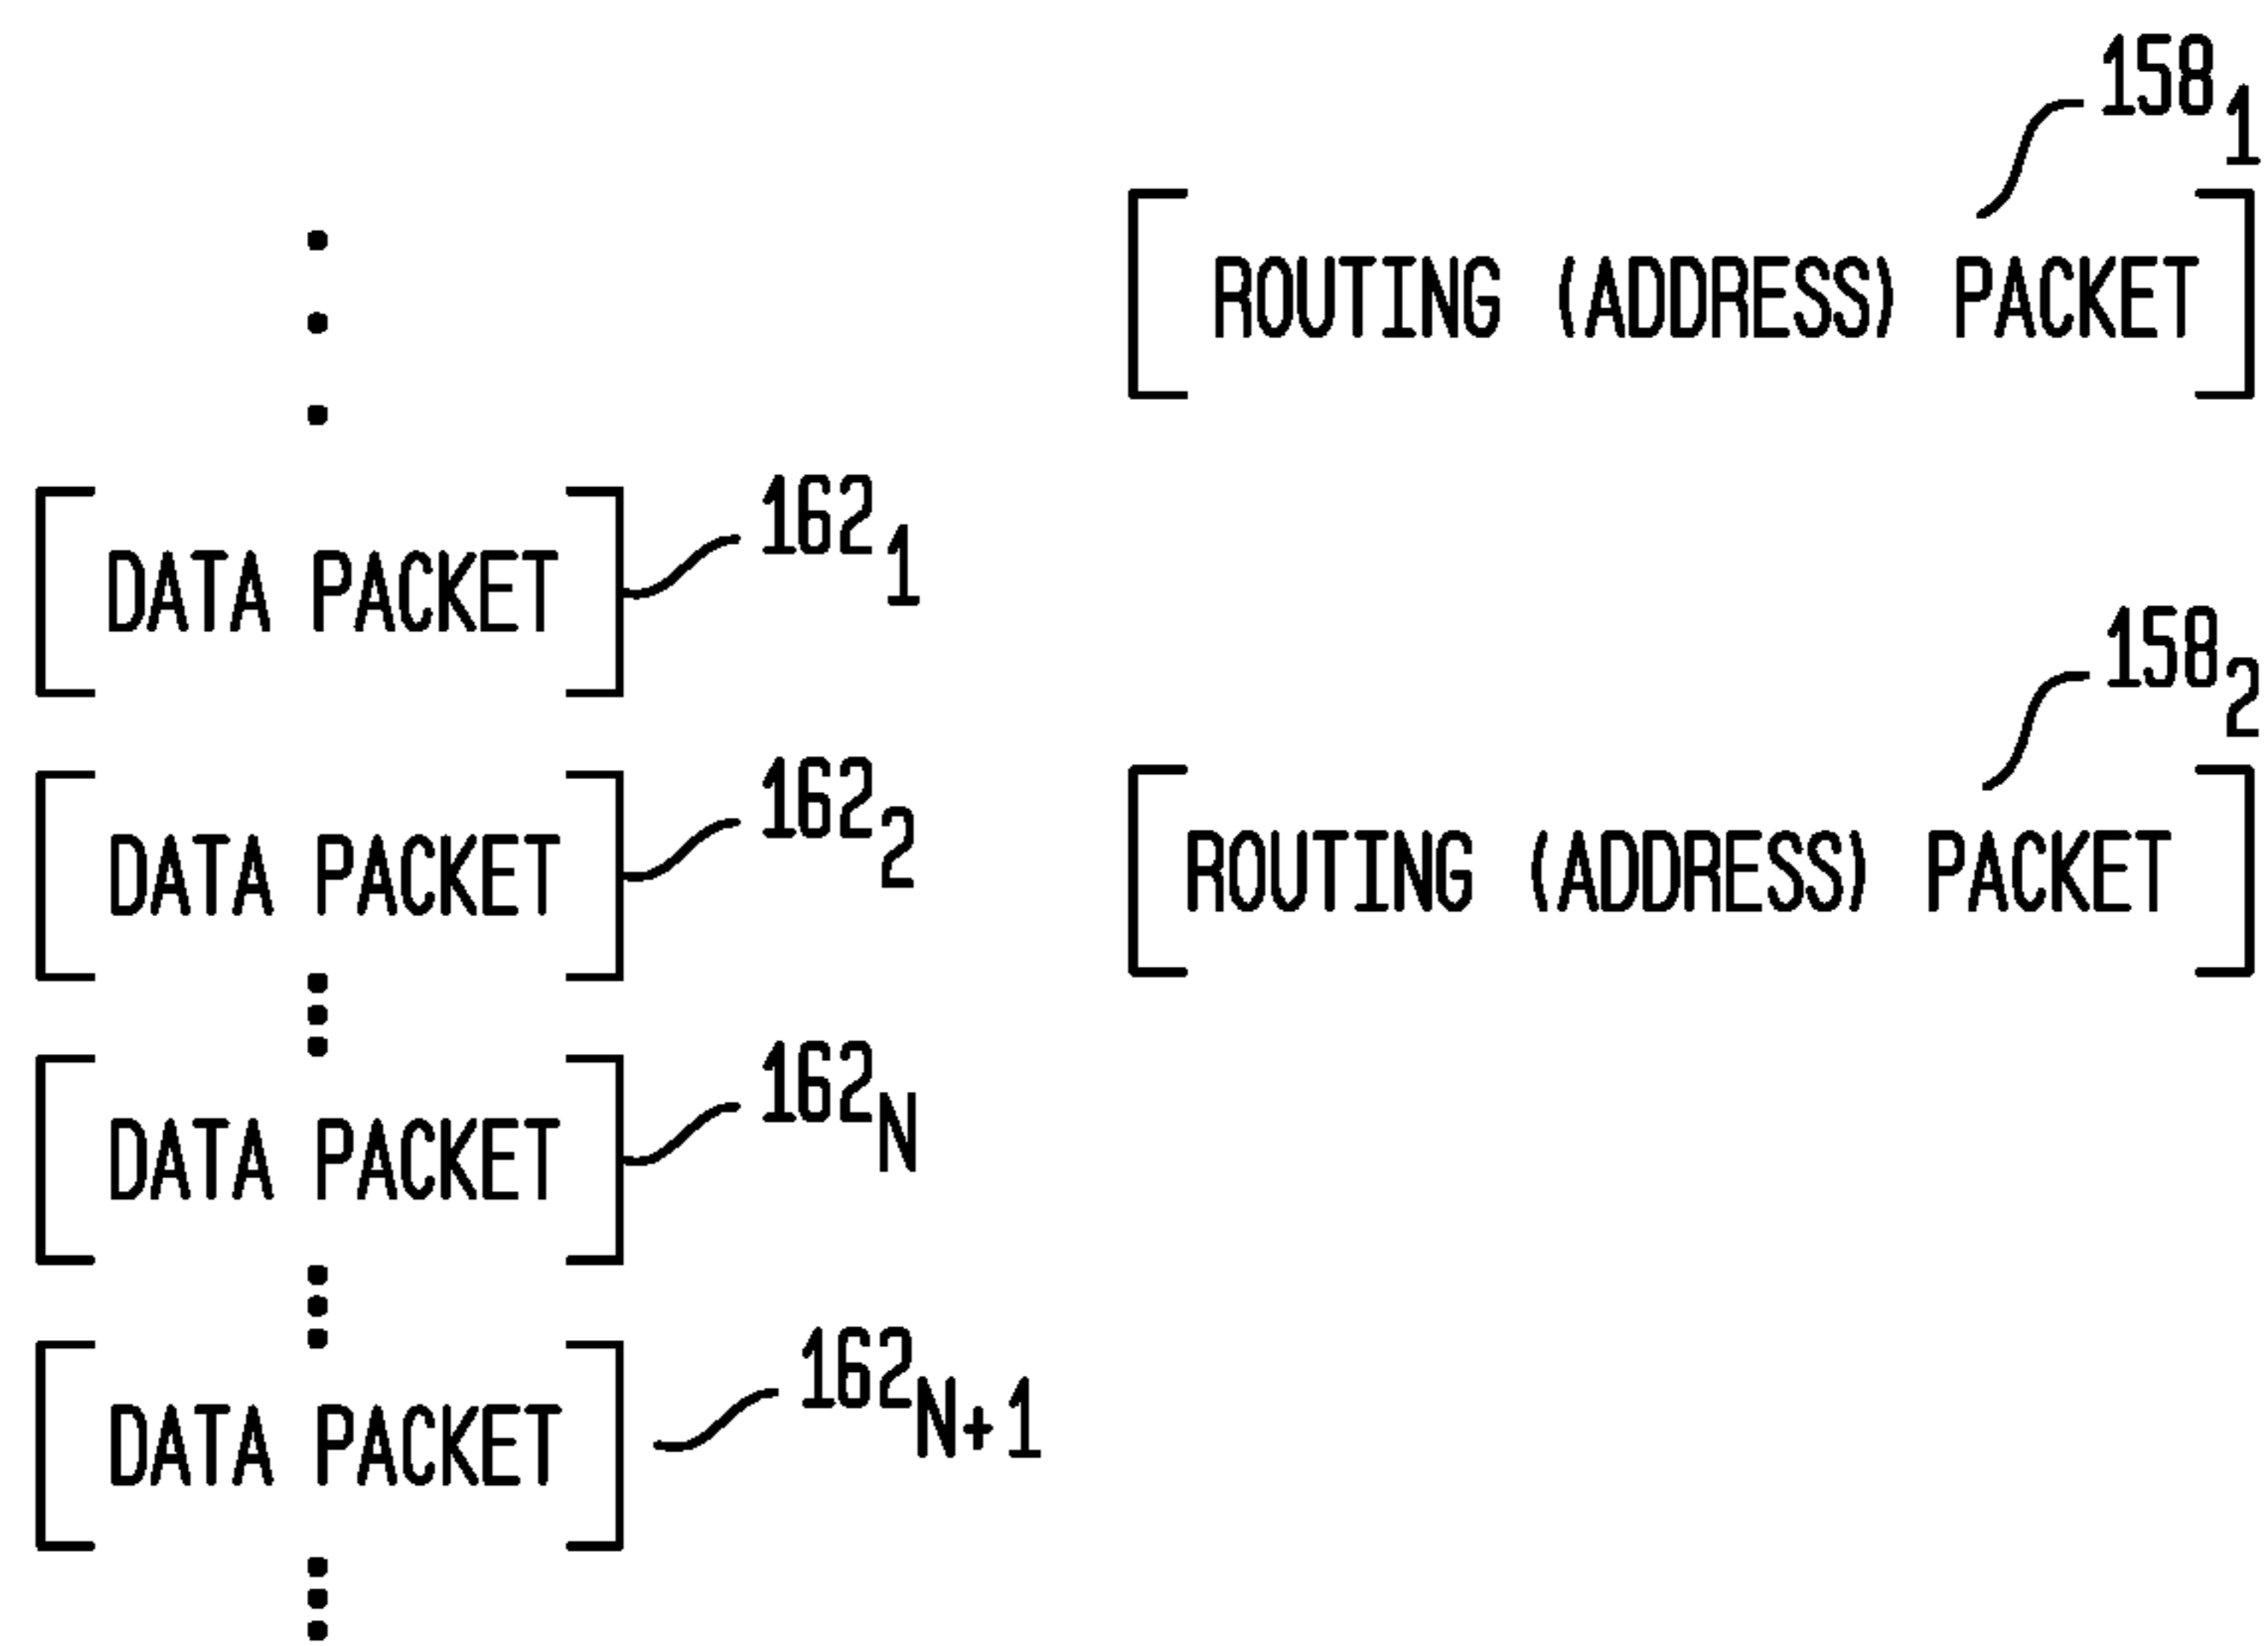 158₁
ROUTING (ADDRESS) PACKET
162₁
DATA PACKET
158₂
162₂
DATA PACKET
ROUTING (ADDRESS) PACKET
162N
DATA PACKET
162N+1
DATA PACKET